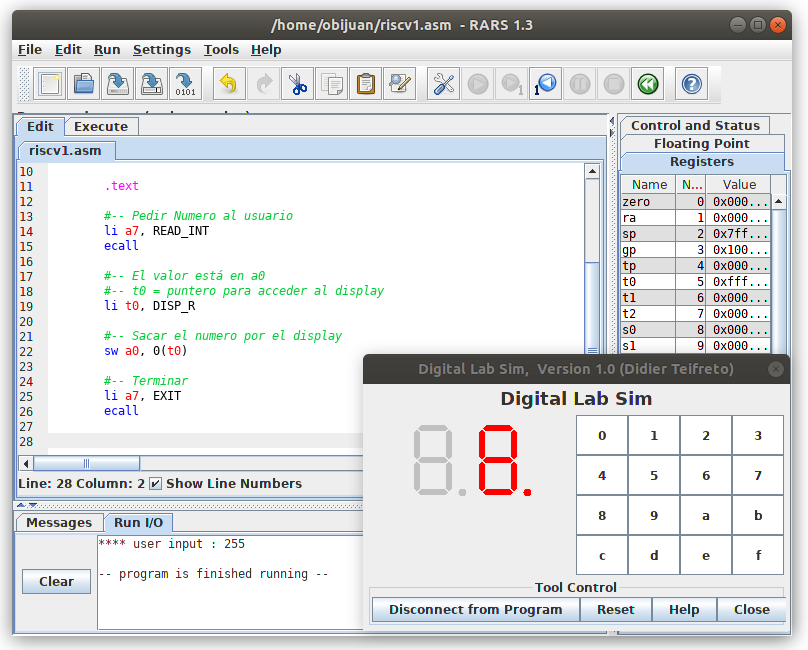 /home/obijuan/riscv1.asm - RARS 1.3
File Edit Run Settings Tools Help
0101
1
1
Edit Execute
riscv1.asm
10
11 .text
12
13 #-- Pedir Numero al usuario
14 li a7, READ_INT
15 ecall
16
17 #-- El valor está en a0
18 #-- t0 = puntero para acceder al display
19 li t0, DISP_R
20
21 #-- Sacar el numero por el display
22 sw a0, 0(t0)
23
24 #-- Terminar
25 li a7, EXIT
26 ecall
27
28
Line: 28 Column: 2 Show Line Numbers
Control and Status
Floating Point
Registers
Name N... Value
zero 0 0x000...
ra 1 0x000...
sp 2 0x7ff...
gp 3 0x100...
tp 4 0x000...
t0 5 0xfff...
t1 6 0x000...
t2 7 0x000...
s0 8 0x000...
s1 9 0x000...
Messages Run I/O
Clear
**** user input : 255
-- program is finished running --
Digital Lab Sim, Version 1.0 (Didier Teifreto)
Digital Lab Sim
8. 8.
0 1 2 3
4 5 6 7
8 9 a b
c d e f
Tool Control
Disconnect from Program Reset Help Close